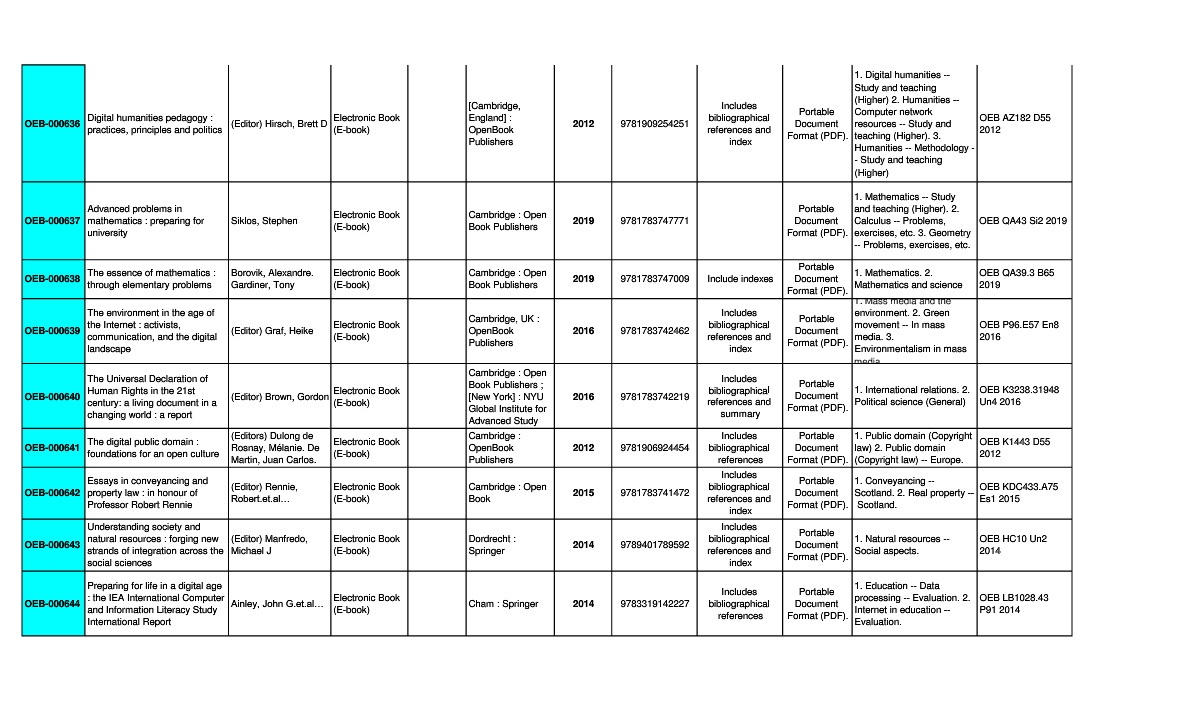 OEB-000636
Digital humanities pedagogy :
practices, principles and politics
(Editor) Hirsch, Brett D
Electronic Book
(E-book)
[Cambridge,
England] :
OpenBook
Publishers
2012
9781909254251
Includes
bibliographical
references and
index
Portable
Document
Format (PDF).
1. Digital humanities --
Study and teaching
(Higher) 2. Humanities --
Computer network
resources -- Study and
teaching (Higher). 3.
Humanities -- Methodology -
- Study and teaching
(Higher)
OEB AZ182 D55
2012
OEB-000637
Advanced problems in
mathematics : preparing for
university
Siklos, Stephen
Electronic Book
(E-book)
Cambridge : Open
Book Publishers
2019
9781783747771
Portable
Document
Format (PDF).
1. Mathematics -- Study
and teaching (Higher). 2.
Calculus -- Problems,
exercises, etc. 3. Geometry
-- Problems, exercises, etc.
OEB QA43 Si2 2019
OEB-000638
The essence of mathematics :
through elementary problems
Borovik, Alexandre.
Gardiner, Tony
Electronic Book
(E-book)
Cambridge : Open
Book Publishers
2019
9781783747009
Include indexes
Portable
Document
Format (PDF).
1. Mathematics. 2.
Mathematics and science
OEB QA39.3 B65
2019
OEB-000639
The environment in the age of
the Internet : activists,
communication, and the digital
landscape
(Editor) Graf, Heike
Electronic Book
(E-book)
Cambridge, UK :
OpenBook
Publishers
2016
9781783742462
Includes
bibliographical
references and
index
Portable
Document
Format (PDF).
1. Mass media and the
environment. 2. Green
movement -- In mass
media. 3.
Environmentalism in mass
media
OEB P96.E57 En8
2016
OEB-000640
The Universal Declaration of
Human Rights in the 21st
century: a living document in a
changing world : a report
(Editor) Brown, Gordon
Electronic Book
(E-book)
Cambridge : Open
Book Publishers ;
[New York] : NYU
Global Institute for
Advanced Study
2016
9781783742219
Includes
bibliographical
references and
summary
Portable
Document
Format (PDF).
1. International relations. 2.
Political science (General)
OEB K3238.31948
Un4 2016
OEB-000641
The digital public domain :
foundations for an open culture
(Editors) Dulong de
Rosnay, Mélanie. De
Martin, Juan Carlos.
Electronic Book
(E-book)
Cambridge :
OpenBook
Publishers
2012
9781906924454
Includes
bibliographical
references
Portable
Document
Format (PDF).
1. Public domain (Copyright
law) 2. Public domain
(Copyright law) -- Europe.
OEB K1443 D55
2012
OEB-000642
Essays in conveyancing and
property law : in honour of
Professor Robert Rennie
(Editor) Rennie,
Robert.et.al…
Electronic Book
(E-book)
Cambridge : Open
Book
2015
9781783741472
Includes
bibliographical
references and
index
Portable
Document
Format (PDF).
1. Conveyancing --
Scotland. 2. Real property --
Scotland.
OEB KDC433.A75
Es1 2015
OEB-000643
Understanding society and
natural resources : forging new
strands of integration across the
social sciences
(Editor) Manfredo,
Michael J
Electronic Book
(E-book)
Dordrecht :
Springer
2014
9789401789592
Includes
bibliographical
references and
index
Portable
Document
Format (PDF).
1. Natural resources --
Social aspects.
OEB HC10 Un2
2014
OEB-000644
Preparing for life in a digital age
: the IEA International Computer
and Information Literacy Study
International Report
Ainley, John G.et.al…
Electronic Book
(E-book)
Cham : Springer
2014
9783319142227
Includes
bibliographical
references
Portable
Document
Format (PDF).
1. Education -- Data
processing -- Evaluation. 2.
Internet in education --
Evaluation.
OEB LB1028.43
P91 2014